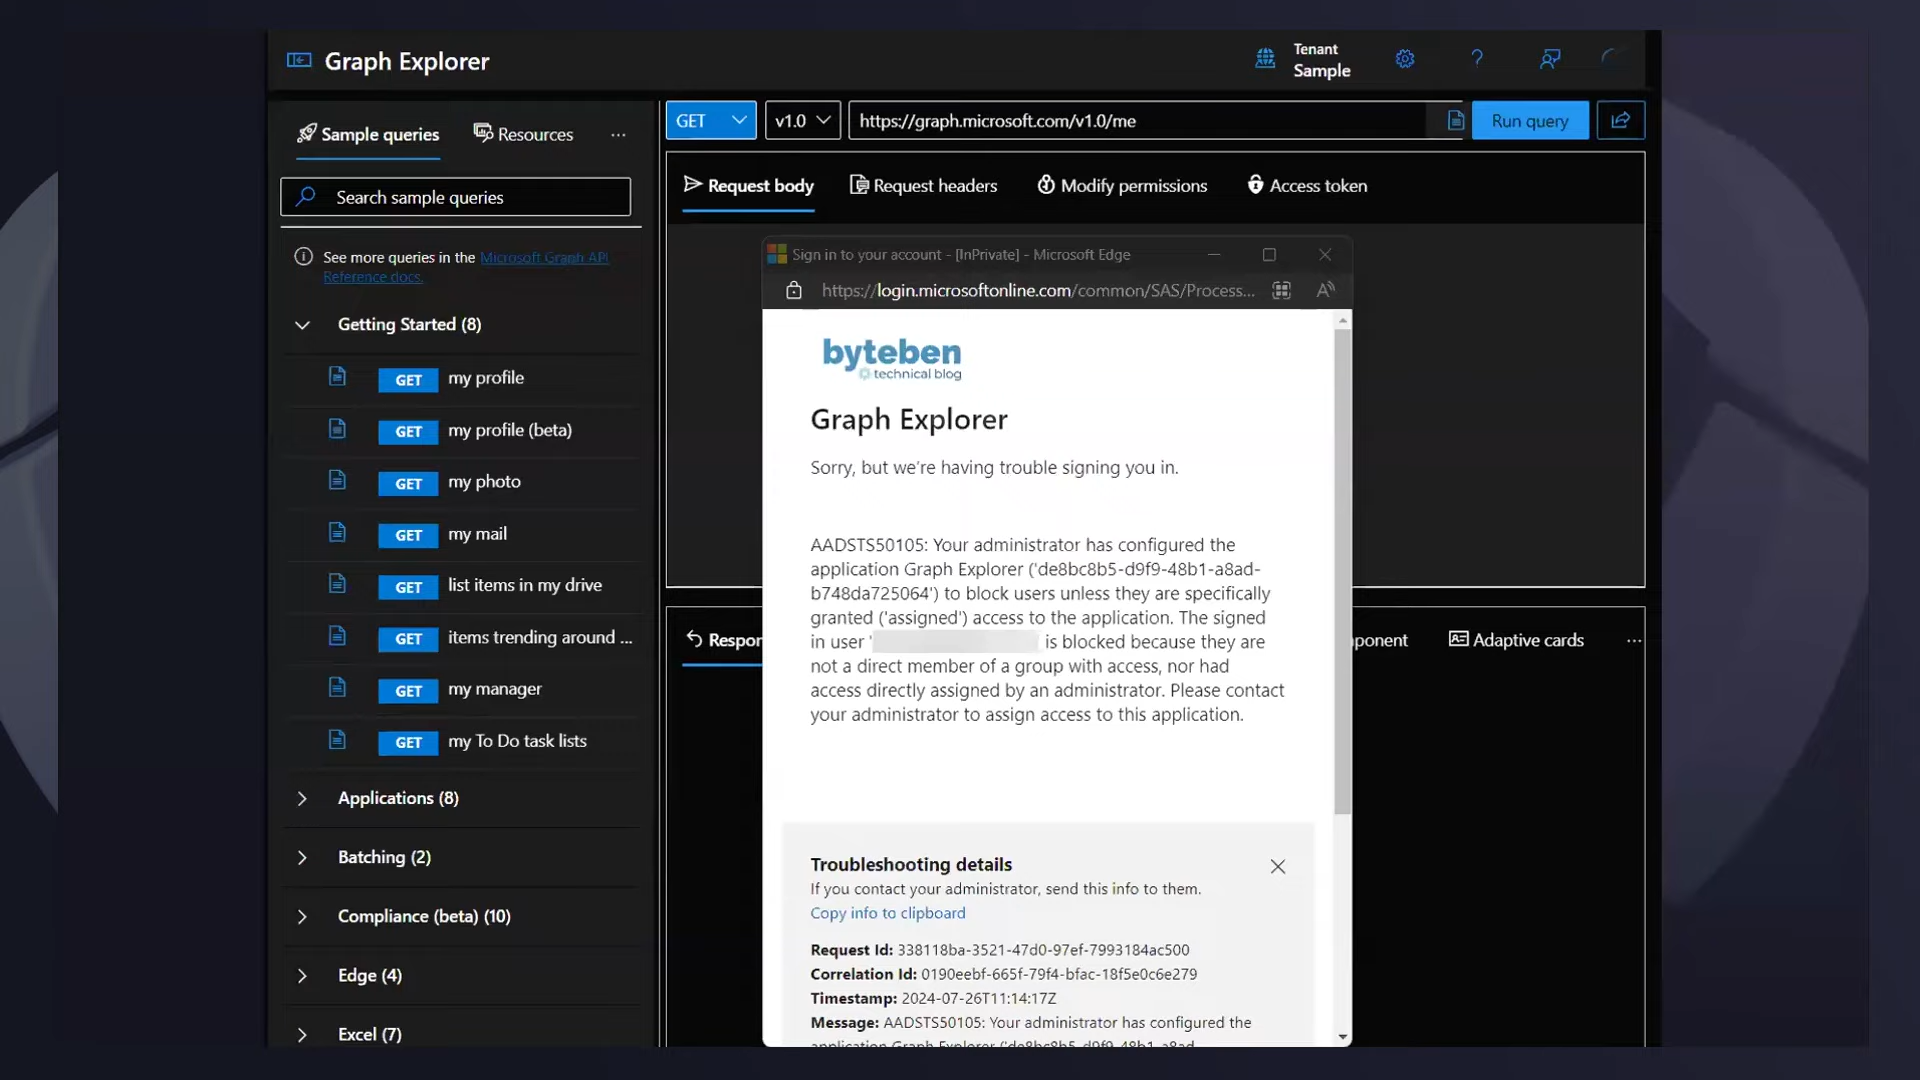 Graph Explorer
Tenant
Sample
Sample queries
Resources
Search sample queries
See more queries in the Microsoft Graph API
Reference docs.
Getting Started (8)
GET my profile
GET my profile (beta)
GET my photo
GET my mail
GET list items in my drive
GET items trending around ...
GET my manager
GET my To Do task lists
Applications (8)
Batching (2)
Compliance (beta) (10)
Edge (4)
Excel (7)
GET
v1.0
https://graph.microsoft.com/v1.0/me
Run query
Request body
Request headers
Modify permissions
Access token
Sign in to your account - [InPrivate] - Microsoft Edge
https://login.microsoftonline.com/common/SAS/Process...
byteben
technical blog
Graph Explorer
Sorry, but we're having trouble signing you in.
AADSTS50105: Your administrator has configured the
application Graph Explorer ('de8bc8b5-d9f9-48b1-a8ad-
b748da725064') to block users unless they are specifically
granted ('assigned') access to the application. The signed
in user ' is blocked because they are
not a direct member of a group with access, nor had
access directly assigned by an administrator. Please contact
your administrator to assign access to this application.
Troubleshooting details
If you contact your administrator, send this info to them.
Copy info to clipboard
Request Id: 338118ba-3521-47d0-97ef-7993184ac500
Correlation Id: 0190eebf-665f-79f4-bfac-18f5e0c6e279
Timestamp: 2024-07-26T11:14:17Z
Message: AADSTS50105: Your administrator has configured the
application Graph Explorer ('de8bc8b5-d9f9-48b1-a8ad-
Respon
ponent
Adaptive cards